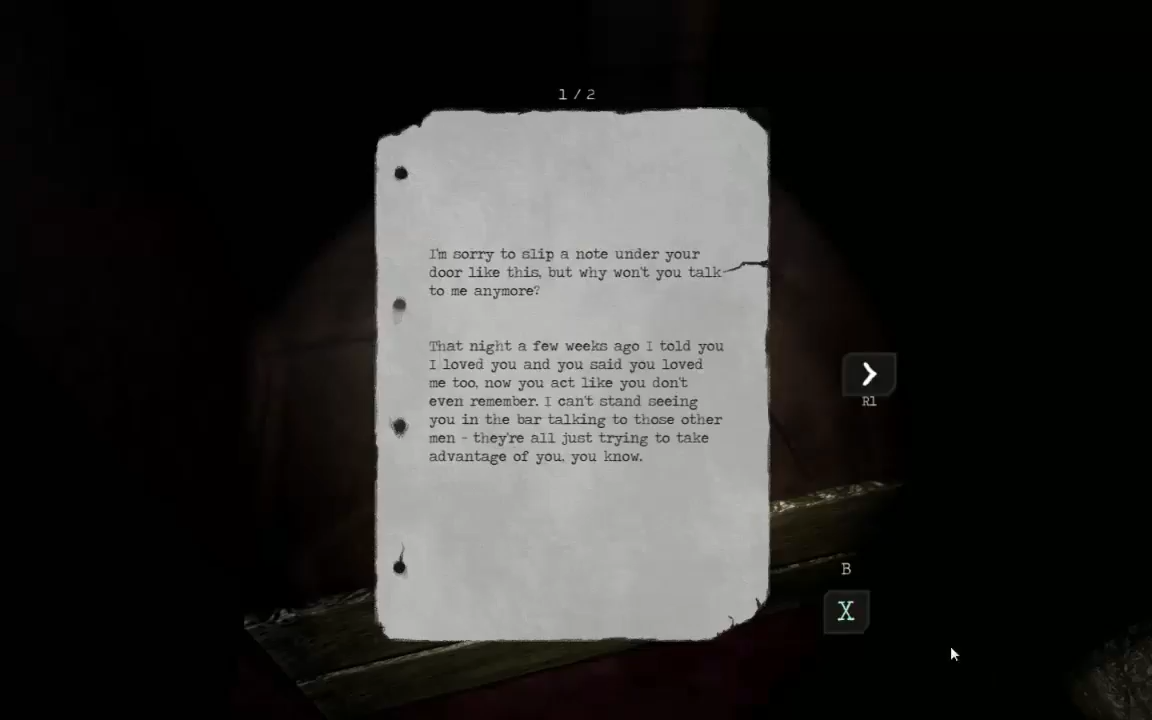 1/2
I'm sorry to slip a note under your
door like this, but why won't you talk
to me anymore?
That night a few weeks ago I told you
I loved you and you said you loved
me too, now you act like you don't
even remember. I can't stand seeing
you in the bar talking to those other
men - they're all just trying to take
advantage of you, you know.
R1
B
X